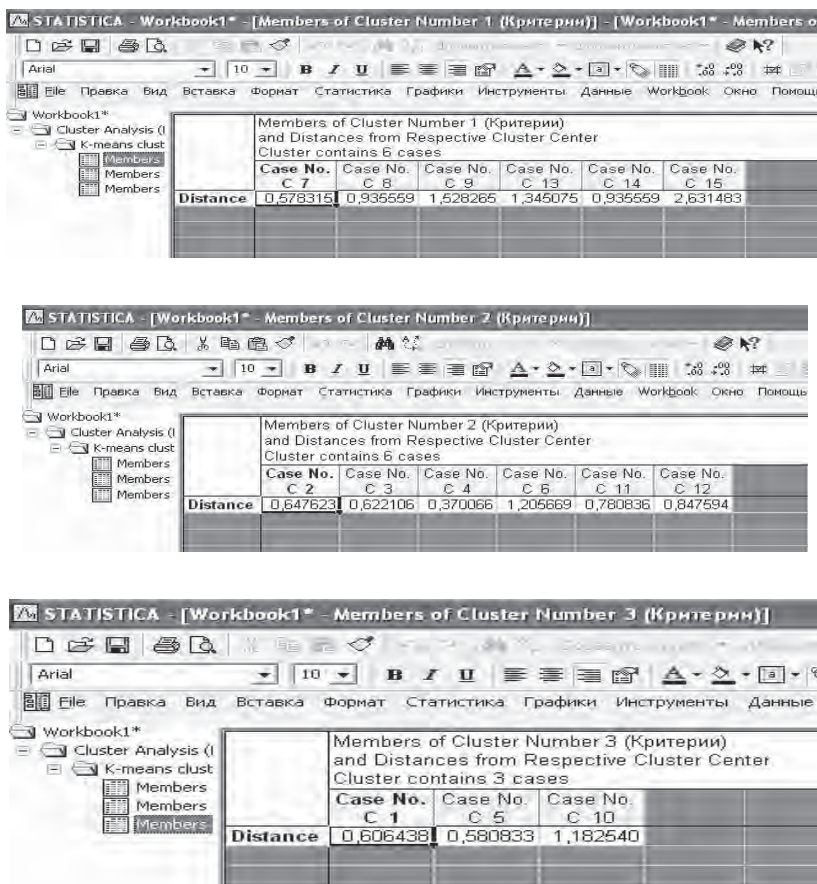 STATISTICA - Workbook1* - [Members of Cluster Number 1 (Критерии)] - [Workbook1* - Members o
Arial 10 B I U
File Правка Вид Вставка Формат Статистика Графики Инструменты Данные Workbook Окно Помощь
Workbook1*
Cluster Analysis (I
K-means clust
Members
Members
Members
Members of Cluster Number 1 (Критерии)
and Distances from Respective Cluster Center
Cluster contains 6 cases
Case No. Case No. Case No. Case No. Case No. Case No.
C 7 C 8 C 9 C 13 C 14 C 15
Distance 0,578315 0,935559 1,528265 1,345075 0,935559 2,631483
STATISTICA - [Workbook1* - Members of Cluster Number 2 (Критерии)]
Arial 10 B I U
File Правка Вид Вставка Формат Статистика Графики Инструменты Данные Workbook Окно Помощь
Workbook1*
Cluster Analysis (I
K-means clust
Members
Members
Members
Members of Cluster Number 2 (Критерии)
and Distances from Respective Cluster Center
Cluster contains 6 cases
Case No. Case No. Case No. Case No. Case No. Case No.
C 2 C 3 C 4 C 6 C 11 C 12
Distance 0,647623 0,622106 0,370066 1,205669 0,780836 0,847594
STATISTICA - [Workbook1* - Members of Cluster Number 3 (Критерии)]
Arial 10 B I U
File Правка Вид Вставка Формат Статистика Графики Инструменты Данные
Workbook1*
Cluster Analysis (I
K-means clust
Members
Members
Members
Members of Cluster Number 3 (Критерии)
and Distances from Respective Cluster Center
Cluster contains 3 cases
Case No. Case No. Case No.
C 1 C 5 C 10
Distance 0,606438 0,580833 1,182540